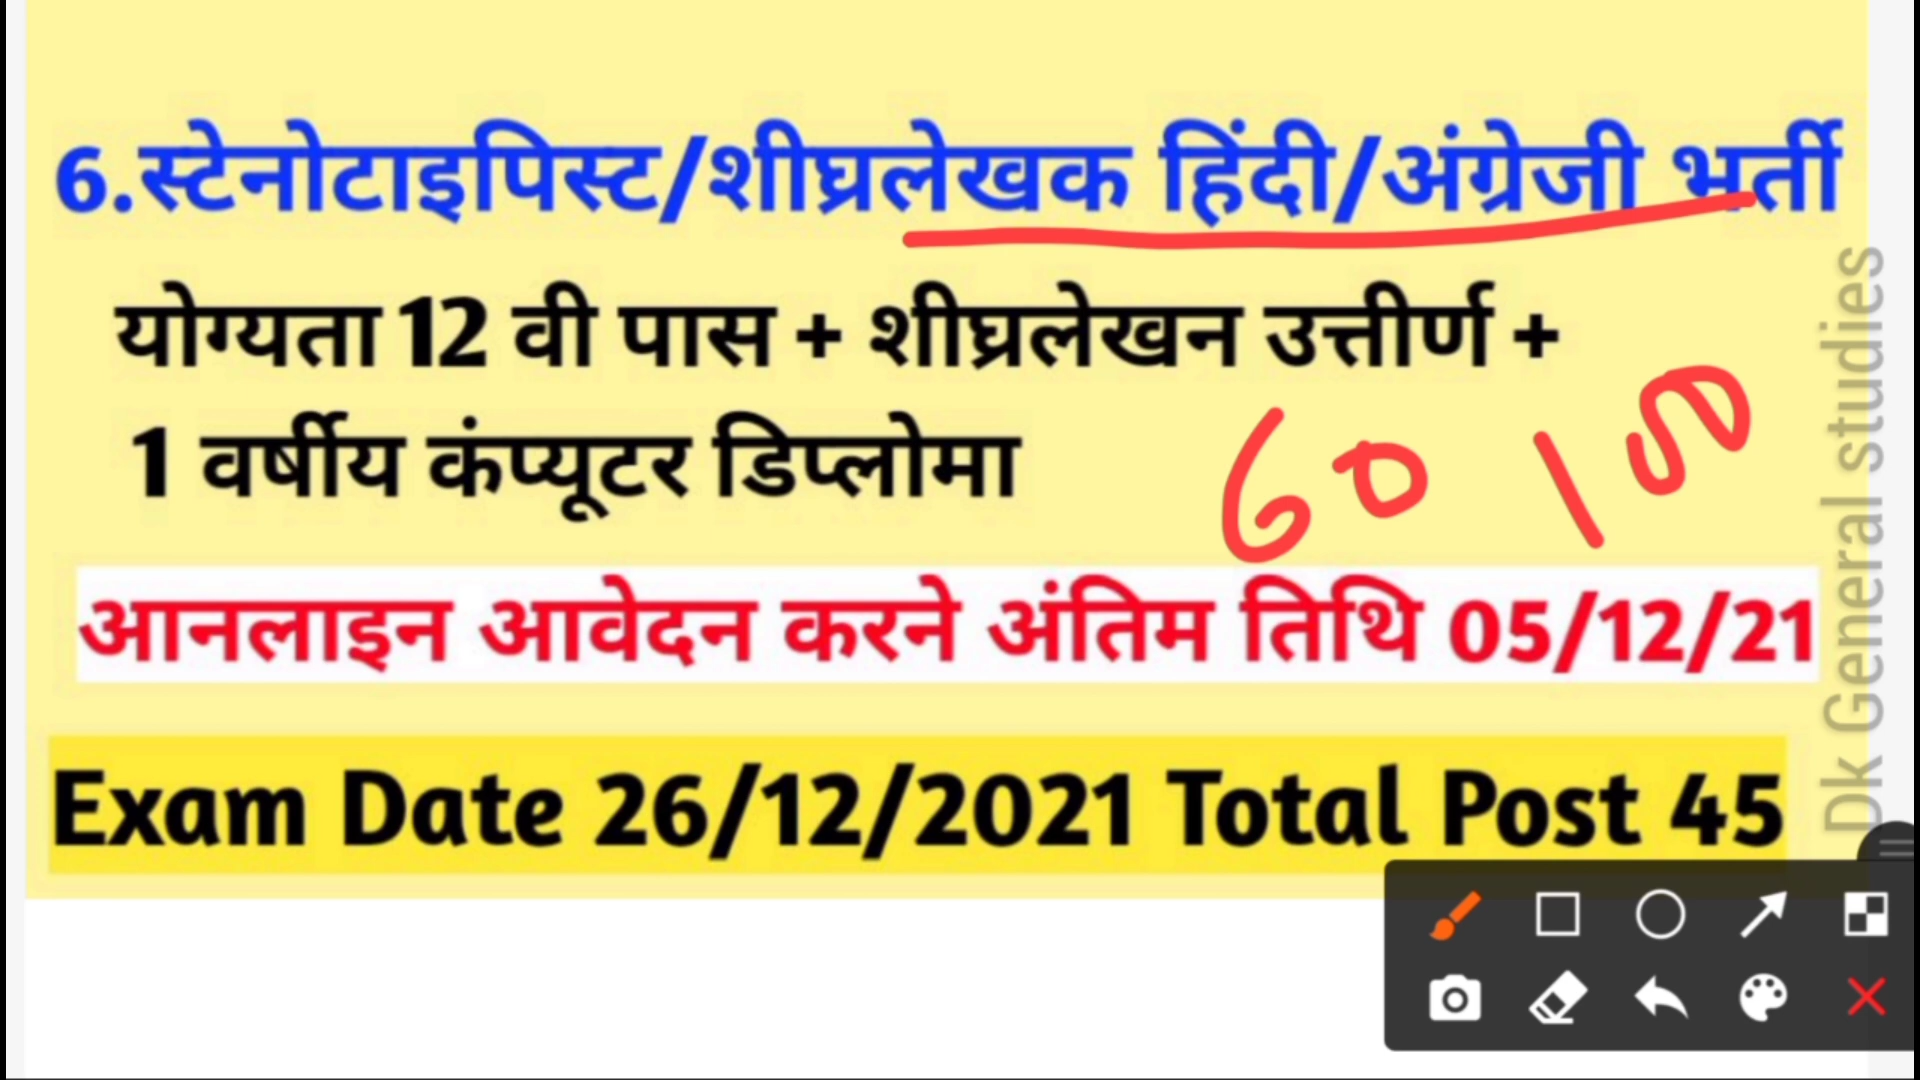 6.स्टेनोटाइपिस्ट/शीघ्रलेखक हिंदी/अंग्रेजी भर्ती
योग्यता 12 वी पास + शीघ्रलेखन उत्तीर्ण +
1 वर्षीय कंप्यूटर डिप्लोमा
60
आनलाइन आवेदन करने अंतिम तिथि 05/12/21
Exam Date 26/12/2021 Total Post 45
Dk General studies